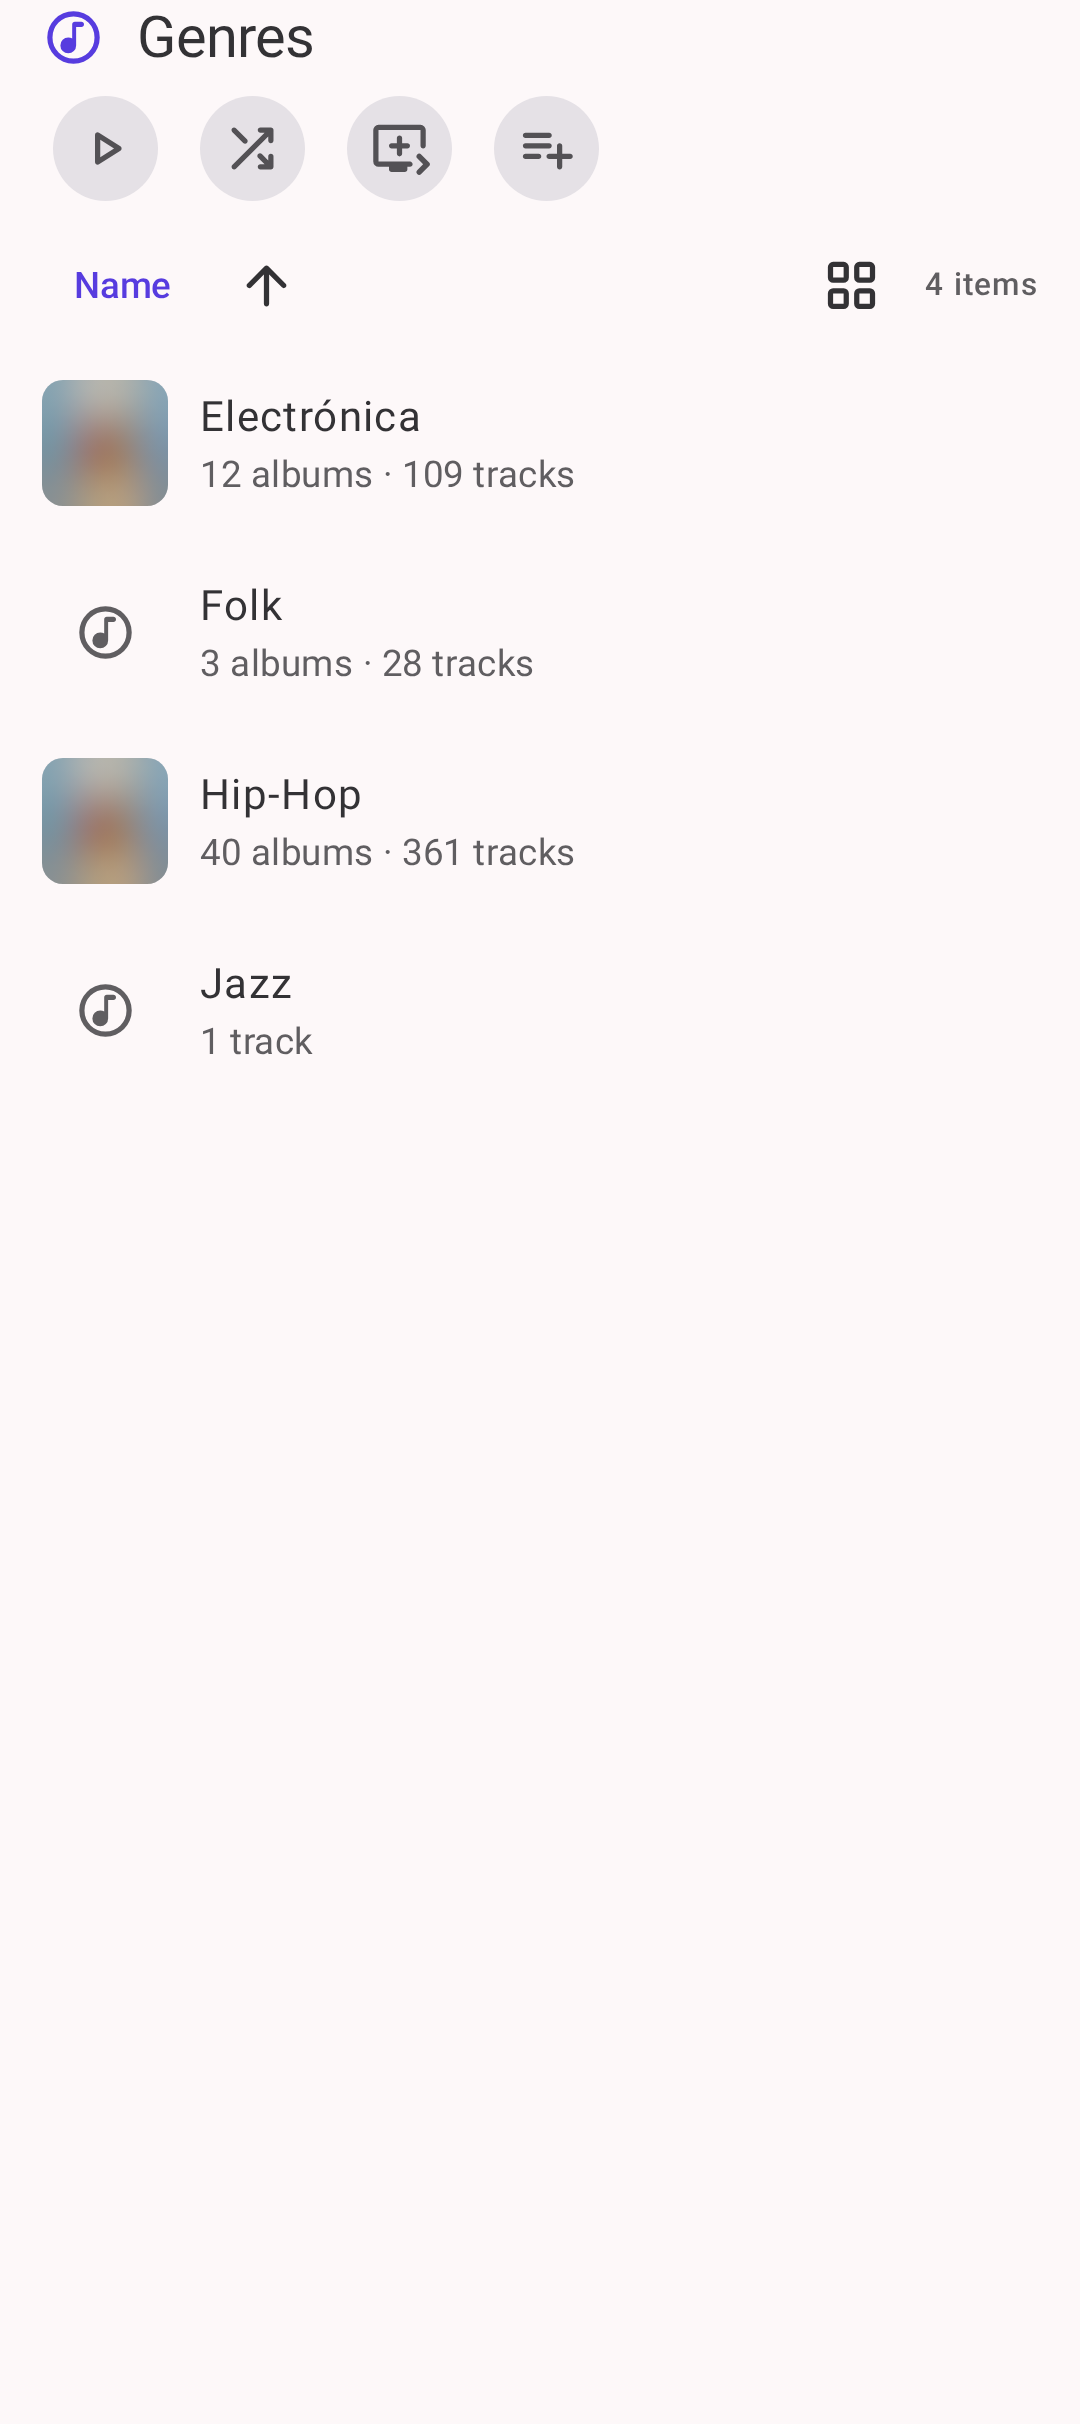 Genres
Name
4 items
Electrónica
12 albums · 109 tracks
Folk
3 albums · 28 tracks
Hip-Hop
40 albums · 361 tracks
Jazz
1 track